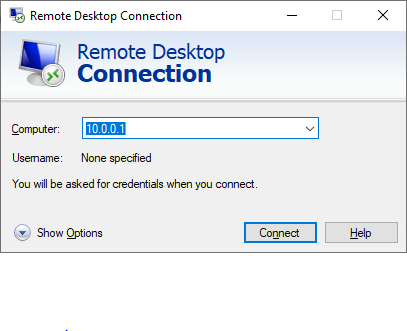 Remote Desktop Connection
Remote Desktop
Connection
Computer: 10.0.0.1
Username: None specified
You will be asked for credentials when you connect.
Show Options Connect Help